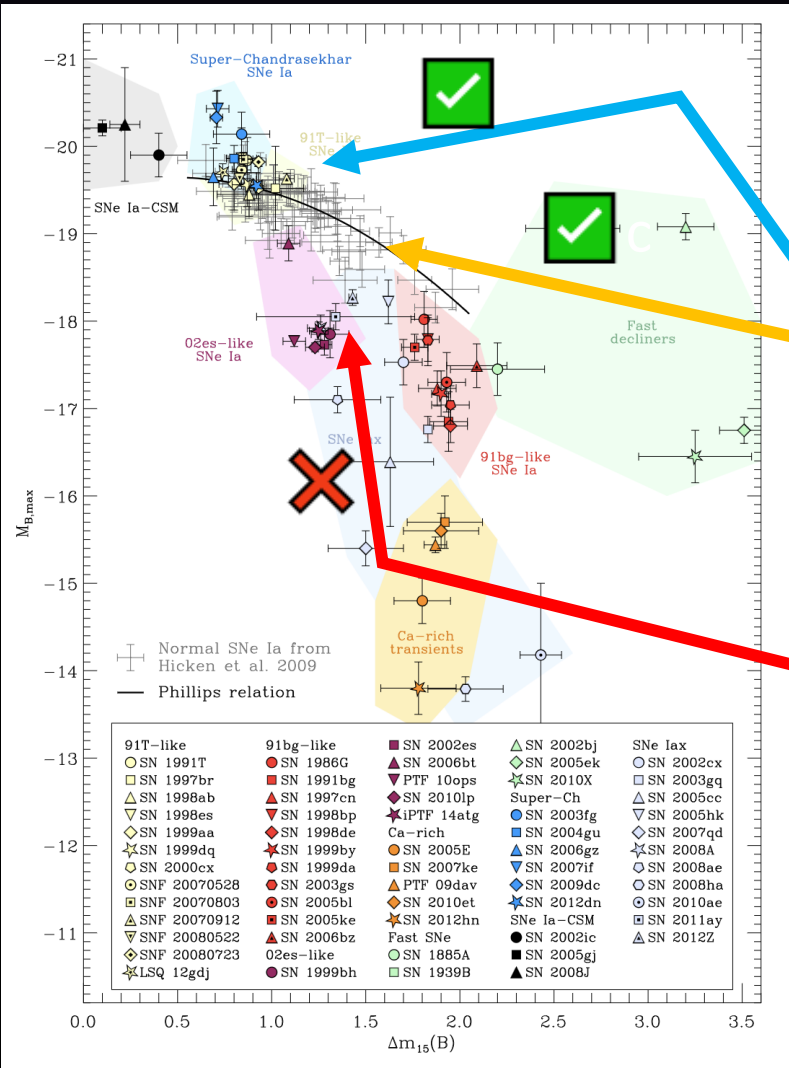 -21
-20
-19
-18
-17
-16
-15
-14
-13
-12
-11
M_B,max
Super-Chandrasekhar
SNe Ia
91T-like
SNe Ia-CSM
C
Fast
decliners
02es-like
SNe Ia
SNe Iax
91bg-like
SNe Ia
Ca-rich
transients
Normal SNe Ia from
Hicken et al. 2009
Phillips relation
91T-like
SN 1991T
SN 1997br
SN 1998ab
SN 1998es
SN 1999aa
SN 1999dq
SN 2000cx
SNF 20070528
SNF 20070803
SNF 20070912
SNF 20080522
SNF 20080723
LSQ 12gdj
91bg-like
SN 1986G
SN 1991bg
SN 1997cn
SN 1998bp
SN 1998de
SN 1999by
SN 1999da
SN 2003gs
SN 2005bl
SN 2005ke
SN 2006bz
02es-like
SN 1999bh
SN 2002es
SN 2006bt
PTF 10ops
SN 2010lp
iPTF 14atg
Ca-rich
SN 2005E
SN 2007ke
PTF 09dav
SN 2010et
SN 2012hn
Fast SNe
SN 1885A
SN 1939B
SN 2002bj
SN 2005ek
SN 2010X
Super-Ch
SN 2003fg
SN 2004gu
SN 2006gz
SN 2007if
SN 2009dc
SN 2012dn
SNe Ia-CSM
SN 2002ic
SN 2005gj
SN 2008J
SNe Iax
SN 2002cx
SN 2003gq
SN 2005cc
SN 2005hk
SN 2007qd
SN 2008A
SN 2008ae
SN 2008ha
SN 2010ae
SN 2011ay
SN 2012Z
0.0 0.5 1.0 1.5 2.0 2.5 3.0 3.5
Δm₁₅(B)